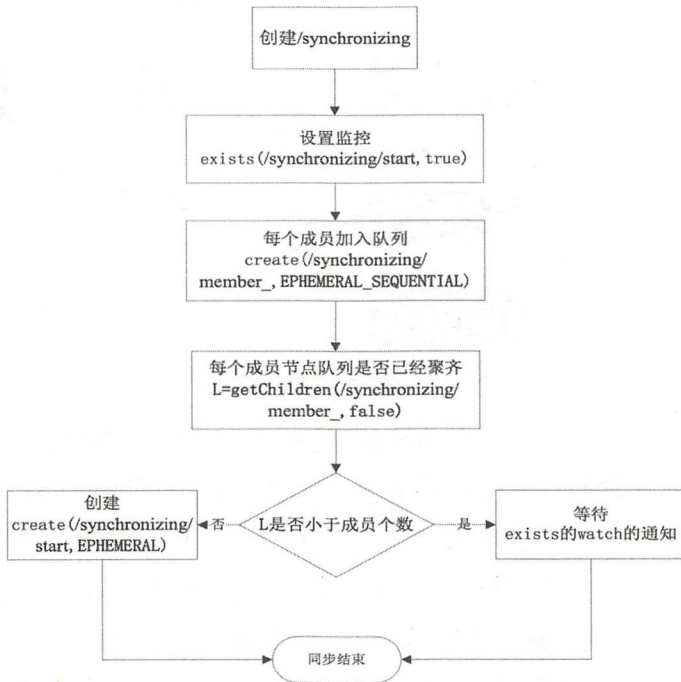 创建/synchronizing
设置监控
exists(/synchronizing/start, true)
每个成员加入队列
create(/synchronizing/
member_, EPHEMERAL_SEQUENTIAL)
每个成员节点队列是否已经聚齐
L=getChildren(/synchronizing/
member_, false)
L是否小于成员个数
否
是
创建
create(/synchronizing/
start, EPHEMERAL)
等待
exists的watch的通知
同步结束